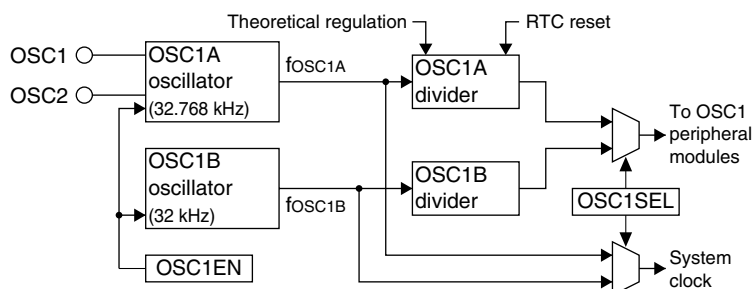 Theoretical regulation
RTC reset
OSC1
OSC2
OSC1A
oscillator
(32.768 kHz)
fOSC1A
OSC1A
divider
To OSC1
peripheral
modules
OSC1B
oscillator
(32 kHz)
fOSC1B
OSC1B
divider
OSC1SEL
OSC1EN
System
clock